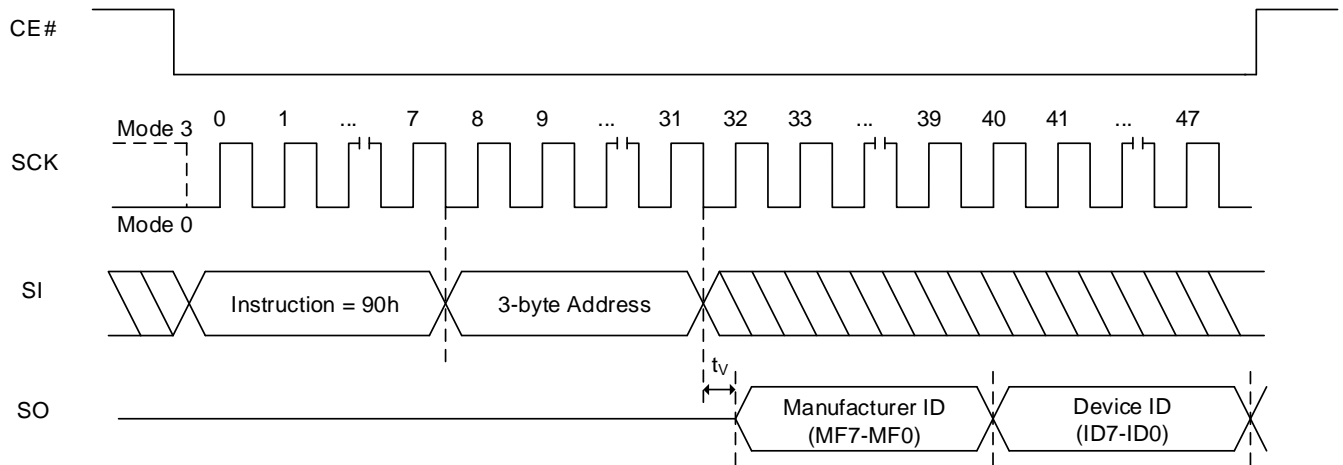 CE#
0 1 ... 7 8 9 ... 31 32 33 ... 39 40 41 ... 47
Mode 3
SCK
Mode 0
SI
Instruction = 90h
3-byte Address
tV
SO
Manufacturer ID
(MF7-MF0)
Device ID
(ID7-ID0)